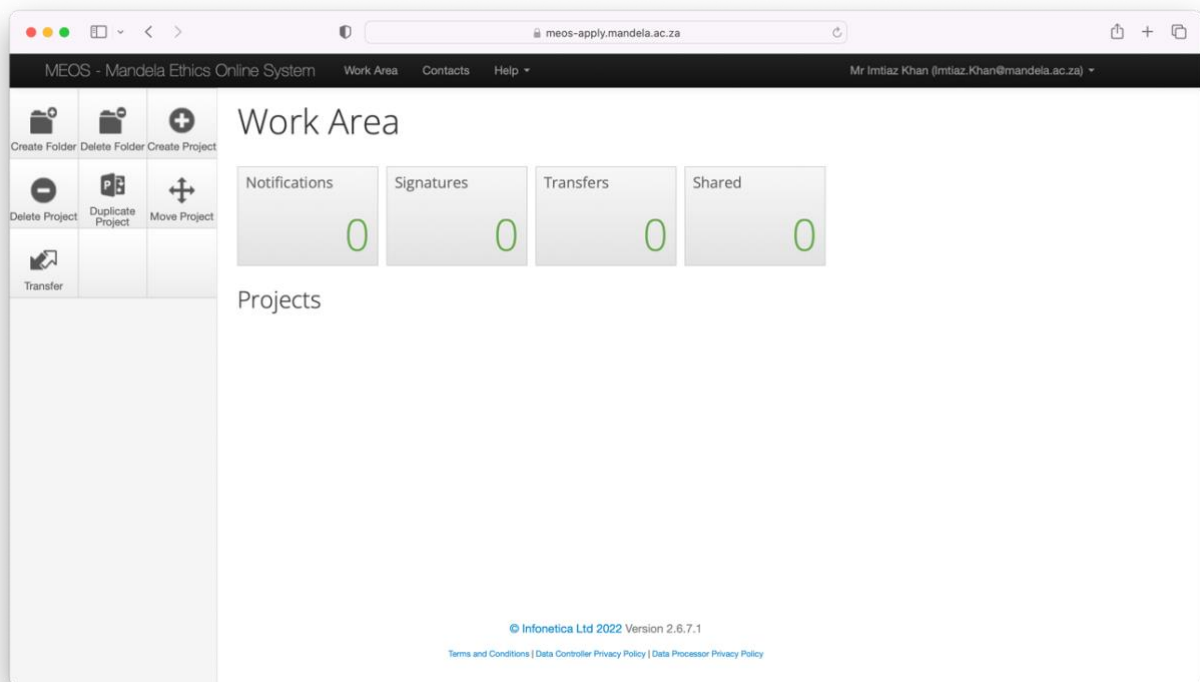 meos-apply.mandela.ac.za
MEOS - Mandela Ethics Online System Work Area Contacts Help Mr Imtiaz Khan (Imtiaz.Khan@mandela.ac.za)
Create Folder Delete Folder Create Project
Delete Project Duplicate Project Move Project
Transfer
Work Area
Notifications Signatures Transfers Shared
0 0 0 0
Projects
© Infonetica Ltd 2022 Version 2.6.7.1
Terms and Conditions | Data Controller Privacy Policy | Data Processor Privacy Policy